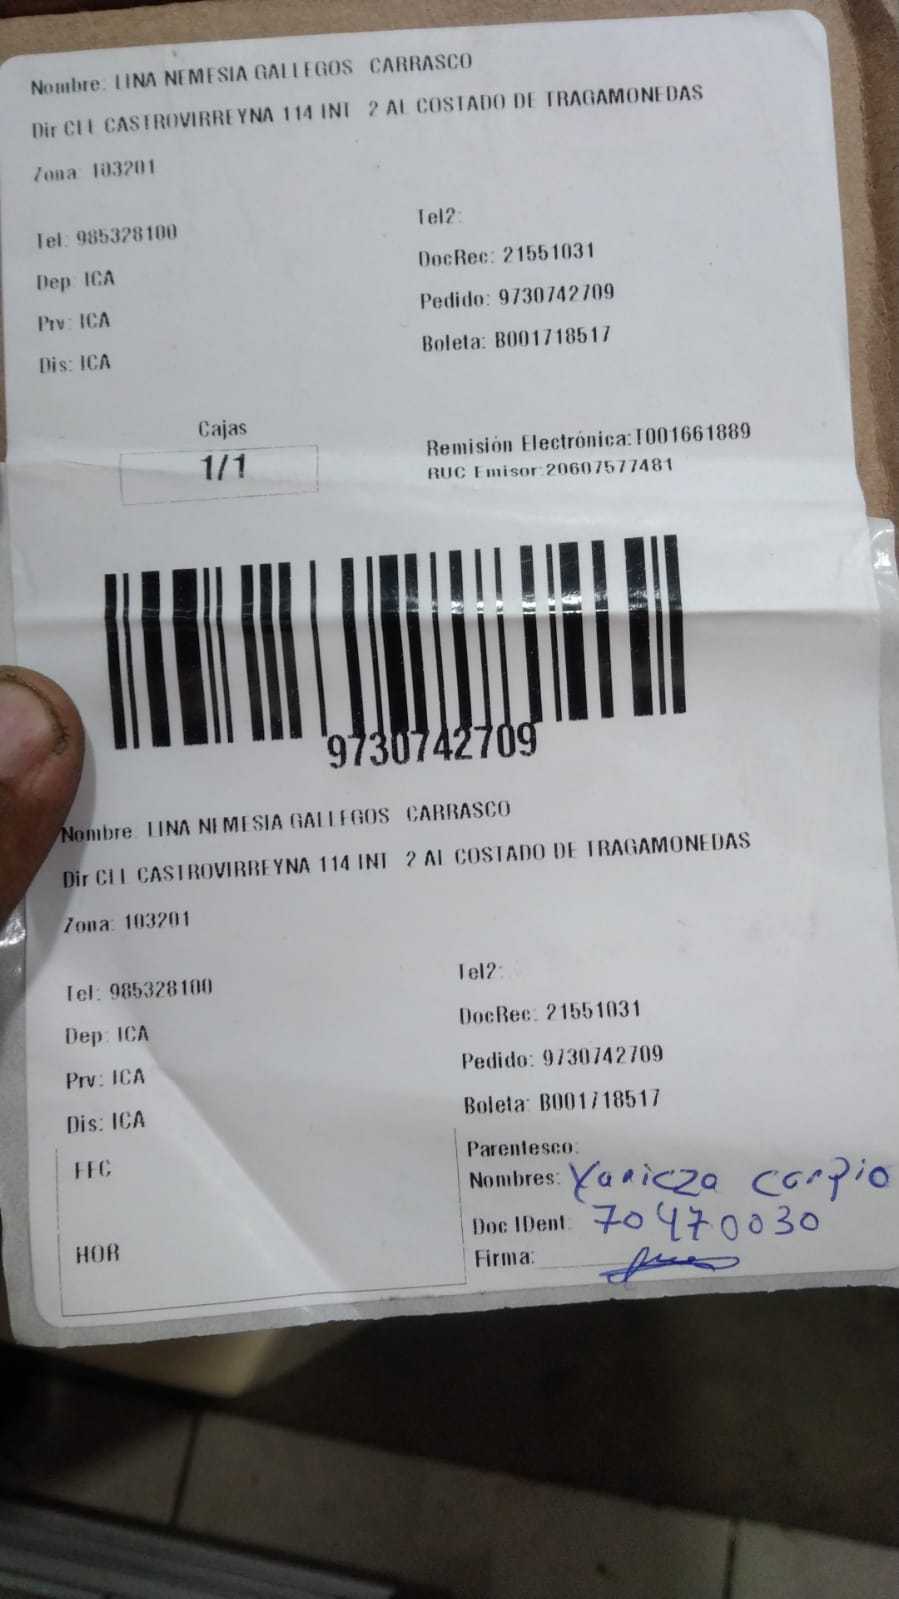 Nombre: LINA NEMESIA GALLEGOS CARRASCO
Dir CLL CASTROVIRREYNA 114 INT 2 AL COSTADO DE TRAGAMONEDAS
Zona: 103201
Tel: 985328100
Tel2:
Dep: ICA
DocRec: 21551031
Prv: ICA
Pedido: 9730742709
Dis: ICA
Boleta: B001718517
Cajas
1/1
Remisión Electrónica:T001661889
RUC Emisor:20607577481
9730742709
Nombre: LINA NEMESIA GALLEGOS CARRASCO
Dir CLL CASTROVIRREYNA 114 INT 2 AL COSTADO DE TRAGAMONEDAS
Zona: 103201
Tel: 985328100
Tel2:
Dep: ICA
DocRec: 21551031
Prv: ICA
Pedido: 9730742709
Dis: ICA
Boleta: B001718517
FEC
HOR
Parentesco:
Nombres: Yaricza Carpio
Doc IDent: 70470030
Firma: